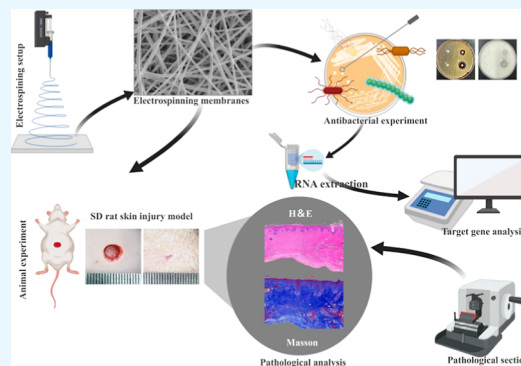 Electrospining setup
Electrospinning membranes
Antibacterial experiment
RNA extraction
Target gene analysis
Animal experiment
SD rat skin injury model
H&E
Masson
Pathological analysis
Pathological section